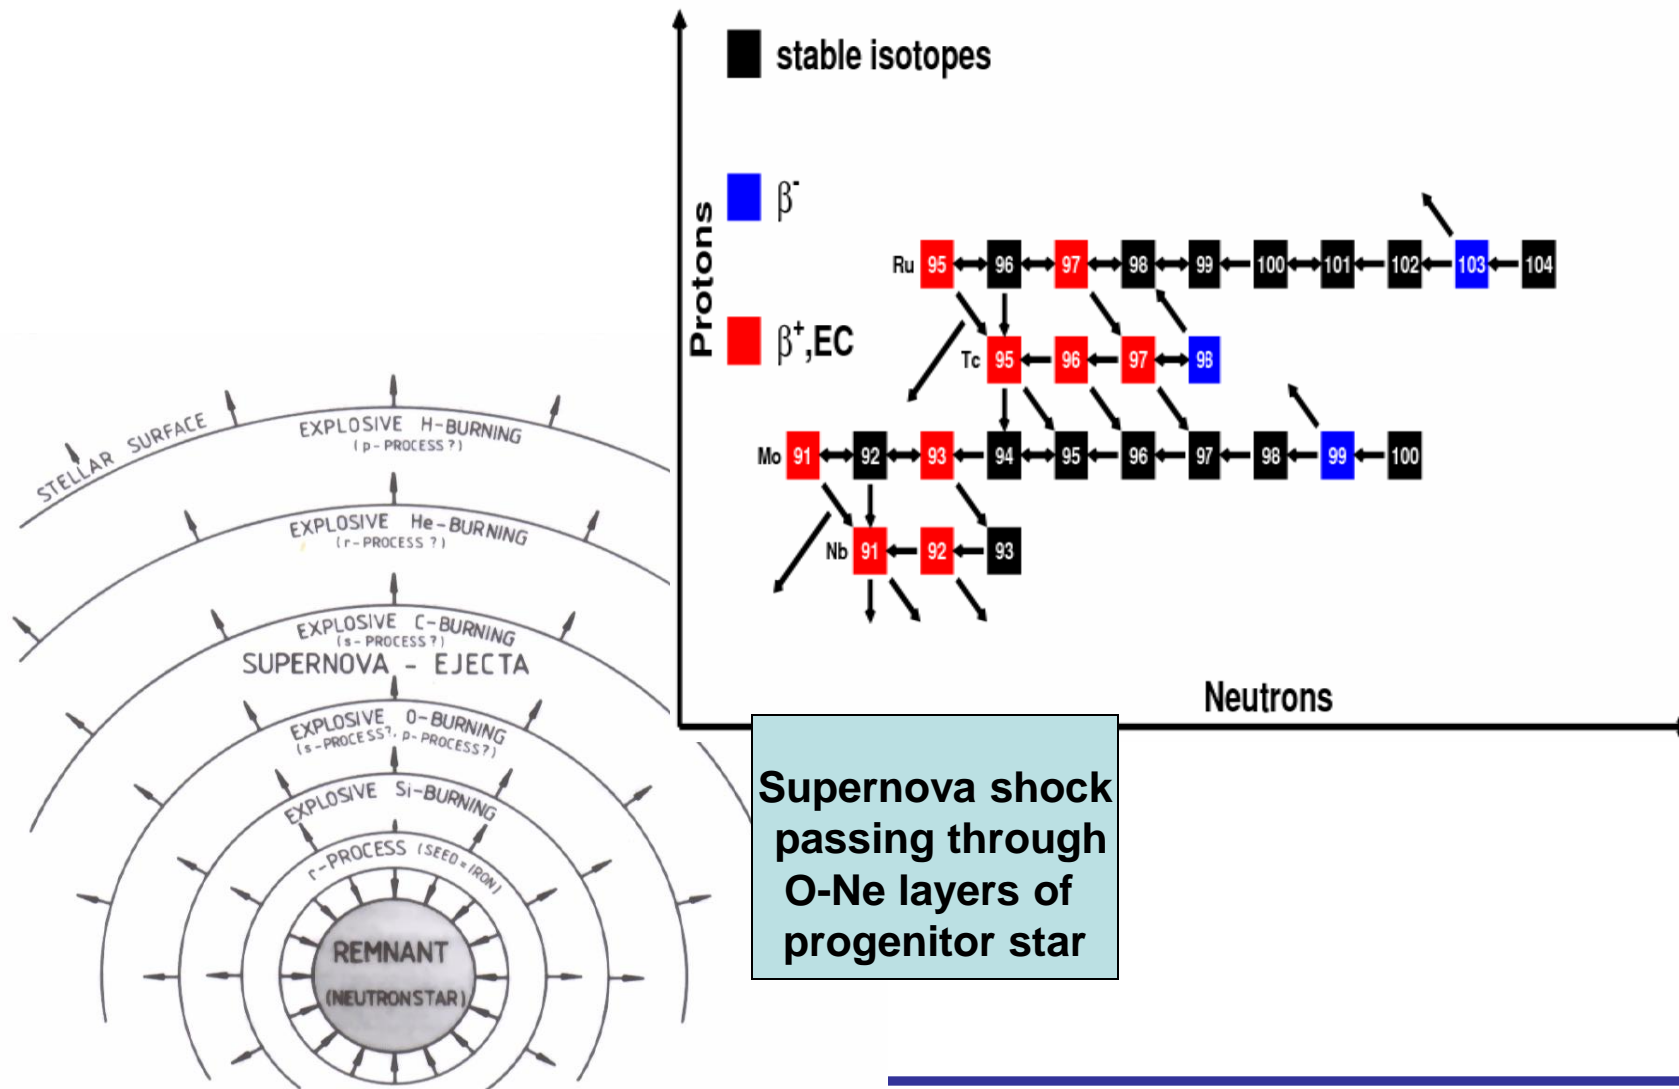 stable isotopes
β-
β+,EC
Protons
Neutrons
Ru 95 96 97 98 99 100 101 102 103 104
Tc 95 96 97 98
Mo 91 92 93 94 95 96 97 98 99 100
Nb 91 92 93
STELLAR SURFACE
EXPLOSIVE H-BURNING
(p-PROCESS?)
EXPLOSIVE He-BURNING
(r-PROCESS ?)
EXPLOSIVE C-BURNING
(s-PROCESS?)
SUPERNOVA - EJECTA
EXPLOSIVE O-BURNING
(s-PROCESS?, p-PROCESS?)
EXPLOSIVE Si-BURNING
r-PROCESS (SEED=IRON)
REMNANT
(NEUTRON STAR)
Supernova shock
passing through
O-Ne layers of
progenitor star